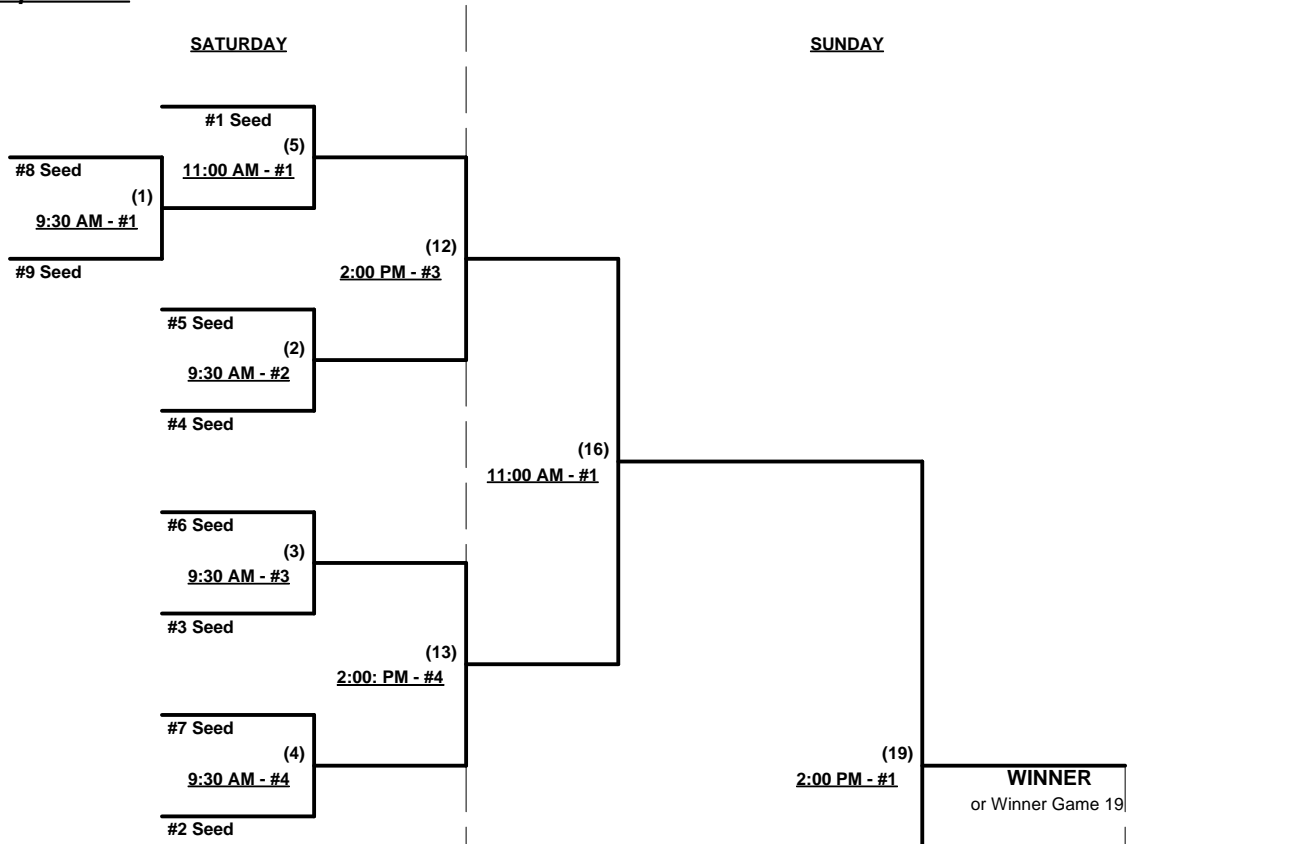 SATURDAY
SUNDAY
#1 Seed
(5)
#8 Seed
11:00 AM - #1
(1)
9:30 AM - #1
(12)
#9 Seed
2:00 PM - #3
#5 Seed
(2)
9:30 AM - #2
#4 Seed
(16)
11:00 AM - #1
#6 Seed
(3)
9:30 AM - #3
#3 Seed
(13)
2:00: PM - #4
#7 Seed
(4)
(19)
9:30 AM - #4
2:00 PM - #1
WINNER
or Winner Game 19
#2 Seed